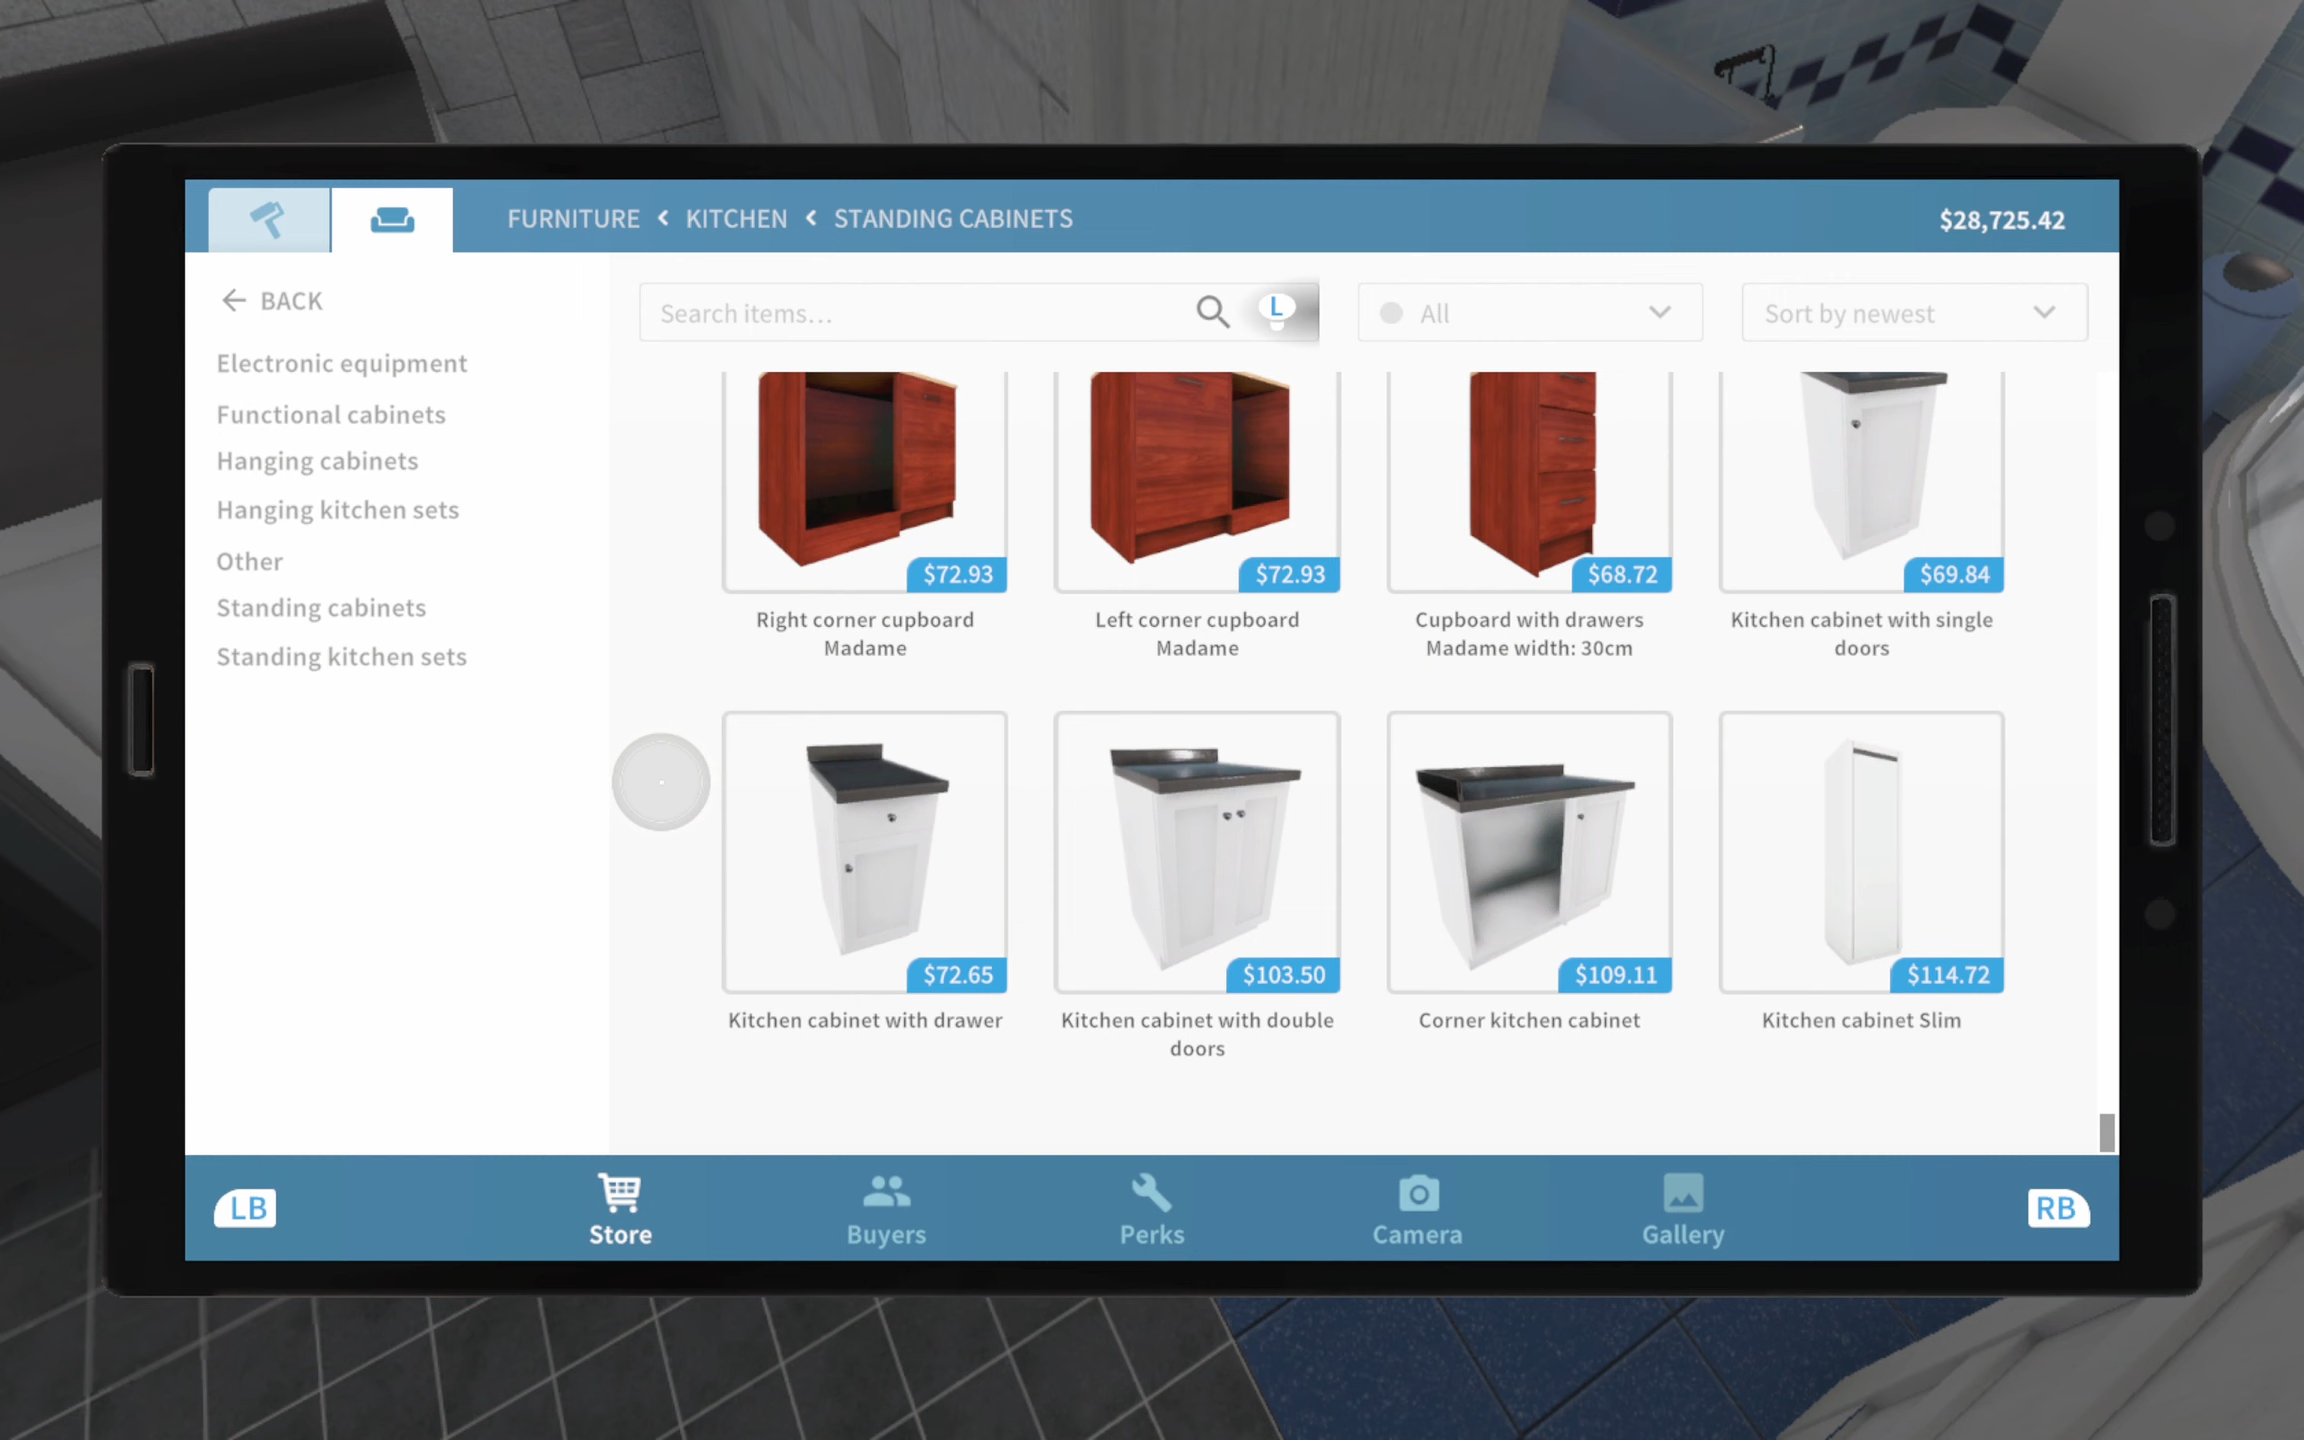 FURNITURE < KITCHEN < STANDING CABINETS
$28,725.42
BACK
Electronic equipment
Functional cabinets
Hanging cabinets
Hanging kitchen sets
Other
Standing cabinets
Standing kitchen sets
Search items...
L
All
Sort by newest
$72.93
$72.93
$68.72
$69.84
Right corner cupboard
Madame
Left corner cupboard
Madame
Cupboard with drawers
Madame width: 30cm
Kitchen cabinet with single
doors
$72.65
$103.50
$109.11
$114.72
Kitchen cabinet with drawer
Kitchen cabinet with double
doors
Corner kitchen cabinet
Kitchen cabinet Slim
LB
Store
Buyers
Perks
Camera
Gallery
RB